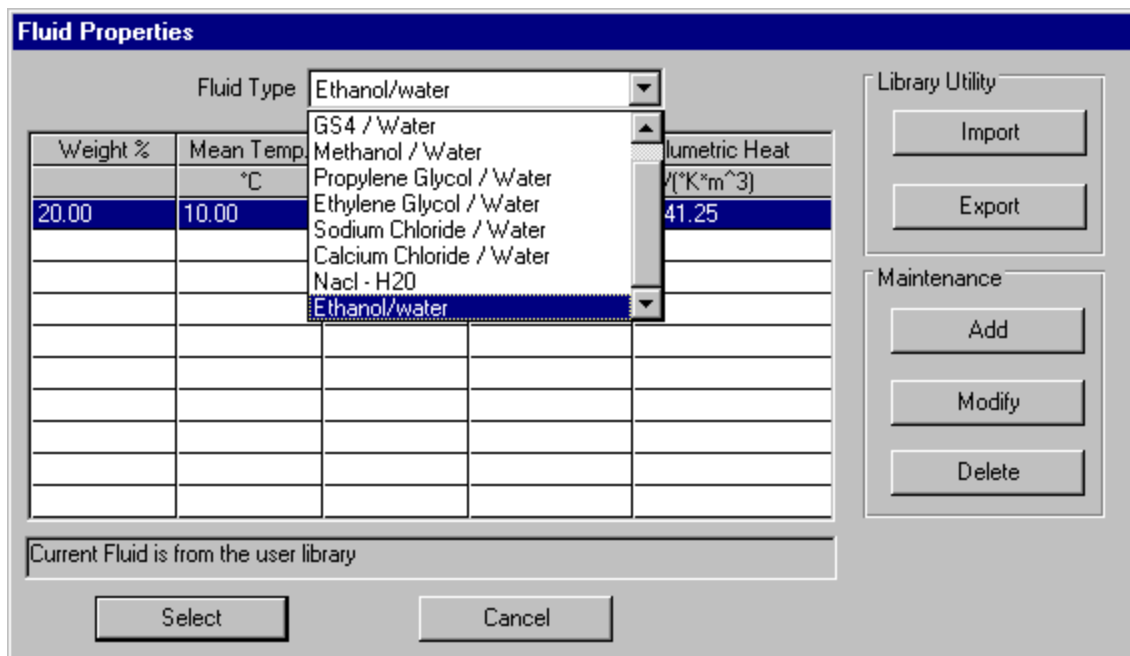 Fluid Properties
Fluid Type Ethanol/water
GS4 / Water
Methanol / Water
Propylene Glycol / Water
Ethylene Glycol / Water
Sodium Chloride / Water
Calcium Chloride / Water
Nacl - H20
Ethanol/water
Weight % Mean Temp. lumetric Heat
°C /(°K*m^3)
20.00 10.00 41.25
Library Utility
Import
Export
Maintenance
Add
Modify
Delete
Current Fluid is from the user library
Select Cancel